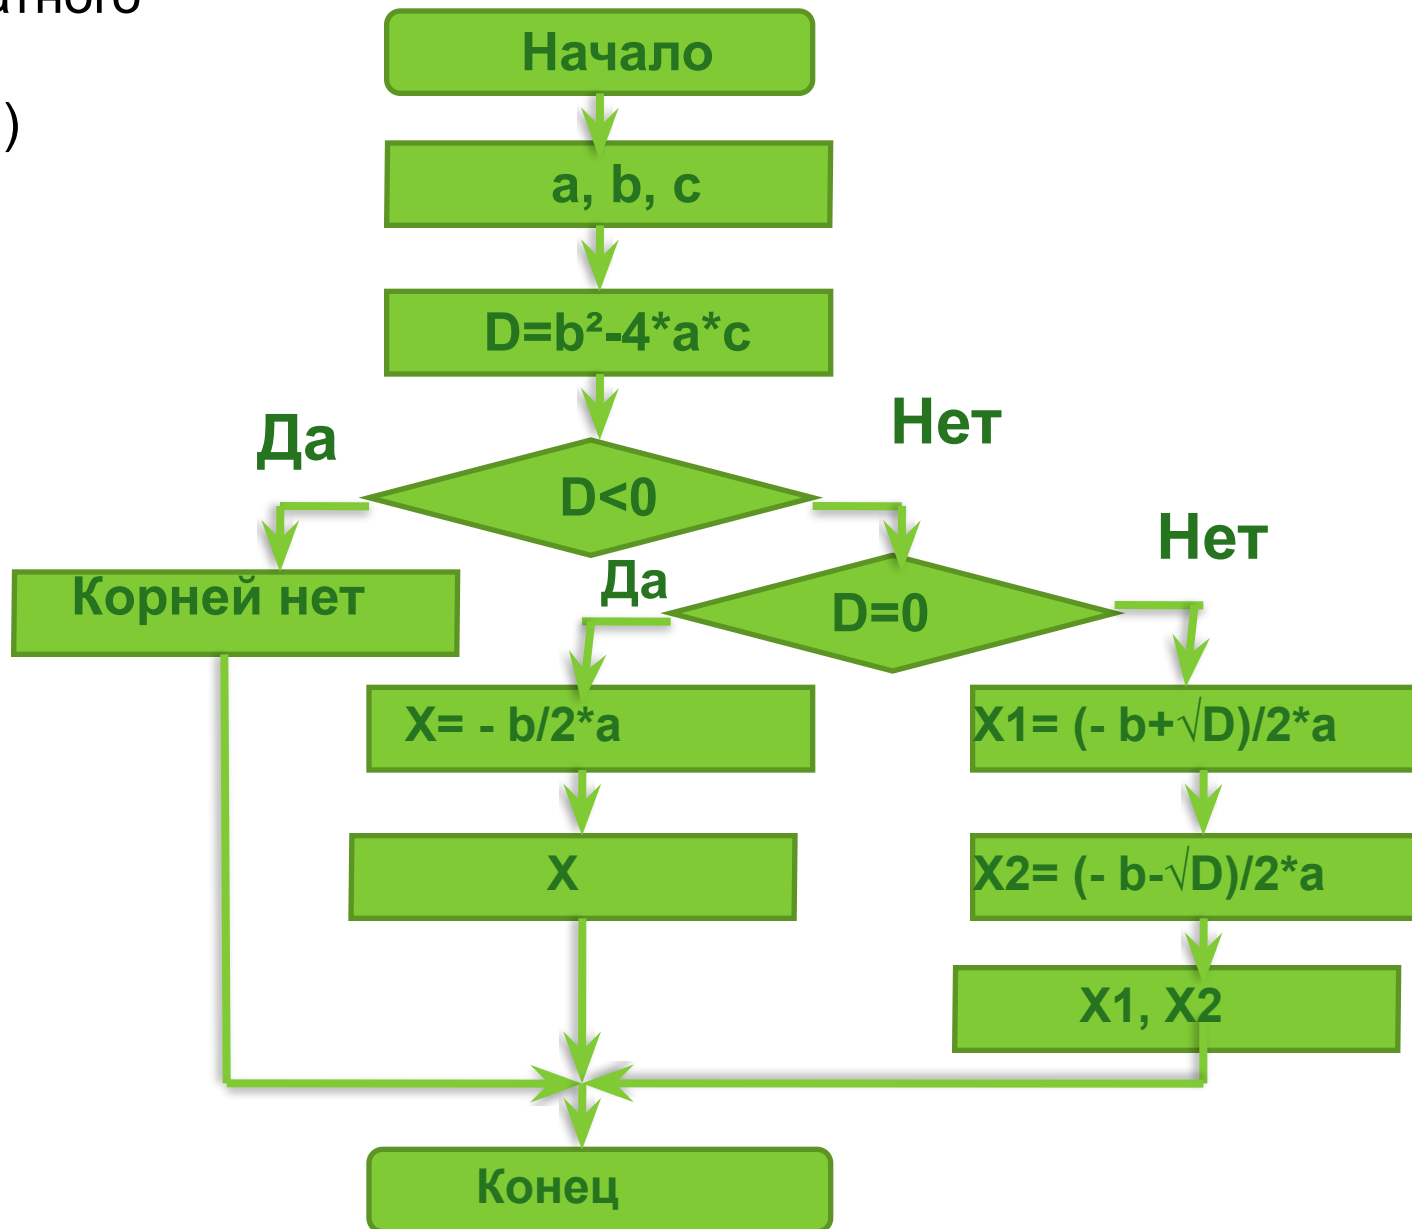 )
Начало
a, b, c
D=b²-4*a*c
Да
Нет
D<0
Нет
Да
D=0
Корней нет
X= - b/2*a
X1= (- b+√D)/2*a
X
X2= (- b-√D)/2*a
X1, X2
Конец